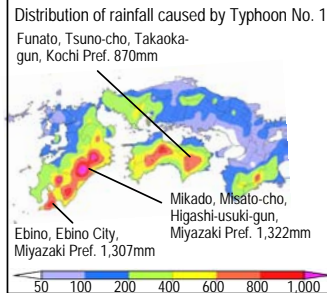 Distribution of rainfall caused by Typhoon No. 1
Funato, Tsuno-cho, Takaoka-
gun, Kochi Pref. 870mm
Mikado, Misato-cho,
Higashi-usuki-gun,
Miyazaki Pref. 1,322mm
Ebino, Ebino City,
Miyazaki Pref. 1,307mm
50 100 200 400 600 800 1,000